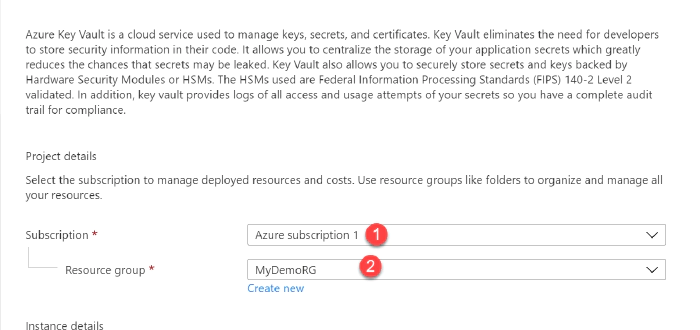 Azure Key Vault is a cloud service used to manage keys, secrets, and certificates. Key Vault eliminates the need for developers
to store security information in their code. It allows you to centralize the storage of your application secrets which greatly
reduces the chances that secrets may be leaked. Key Vault also allows you to securely store secrets and keys backed by
Hardware Security Modules or HSMs. The HSMs used are Federal Information Processing Standards (FIPS) 140-2 Level 2
validated. In addition, key vault provides logs of all access and usage attempts of your secrets so you have a complete audit
trail for compliance.
Project details
Select the subscription to manage deployed resources and costs. Use resource groups like folders to organize and manage all
your resources.
Subscription * Azure subscription 1 1
Resource group * MyDemoRG 2
Create new
Instance details